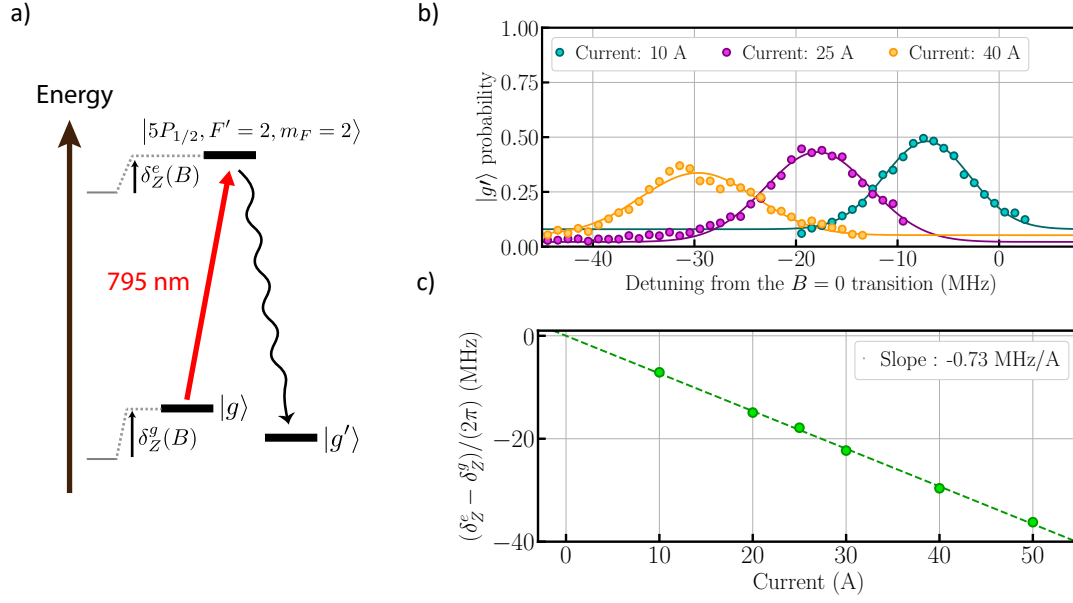 a)
Energy
|5P₁/₂, F′ = 2, m_F = 2⟩
δ_Z^e(B)
795 nm
|g⟩
δ_Z^g(B)
|g′⟩
b)
|g′⟩ probability
1.00
0.75
0.50
0.25
0.00
Current: 10 A
Current: 25 A
Current: 40 A
−40
−30
−20
−10
0
Detuning from the B = 0 transition (MHz)
c)
(δ_Z^e − δ_Z^g)/(2π) (MHz)
0
−20
−40
Slope : -0.73 MHz/A
0
10
20
30
40
50
Current (A)